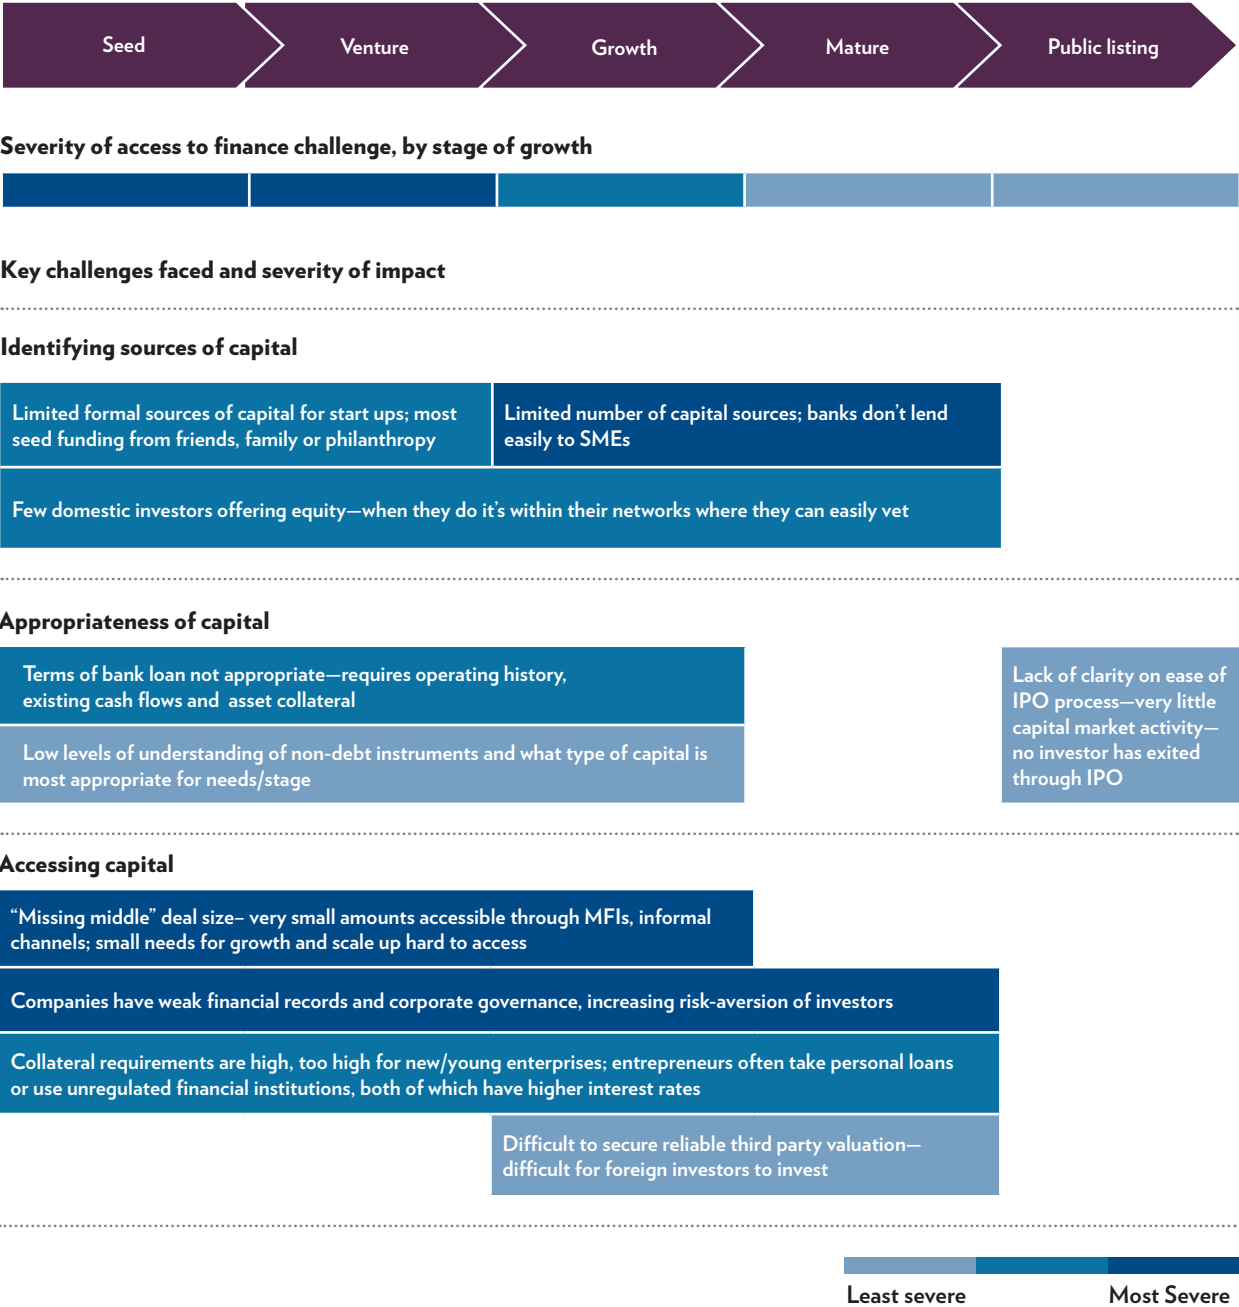 Seed
Venture
Growth
Mature
Public listing
Severity of access to finance challenge, by stage of growth
Key challenges faced and severity of impact
Identifying sources of capital
Limited formal sources of capital for start ups; most
seed funding from friends, family or philanthropy
Limited number of capital sources; banks don’t lend
easily to SMEs
Few domestic investors offering equity—when they do it’s within their networks where they can easily vet
Appropriateness of capital
Terms of bank loan not appropriate—requires operating history,
existing cash flows and asset collateral
Low levels of understanding of non-debt instruments and what type of capital is
most appropriate for needs/stage
Lack of clarity on ease of
IPO process—very little
capital market activity—
no investor has exited
through IPO
Accessing capital
“Missing middle” deal size– very small amounts accessible through MFIs, informal
channels; small needs for growth and scale up hard to access
Companies have weak financial records and corporate governance, increasing risk-aversion of investors
Collateral requirements are high, too high for new/young enterprises; entrepreneurs often take personal loans
or use unregulated financial institutions, both of which have higher interest rates
Difficult to secure reliable third party valuation—
difficult for foreign investors to invest
Least severe
Most Severe